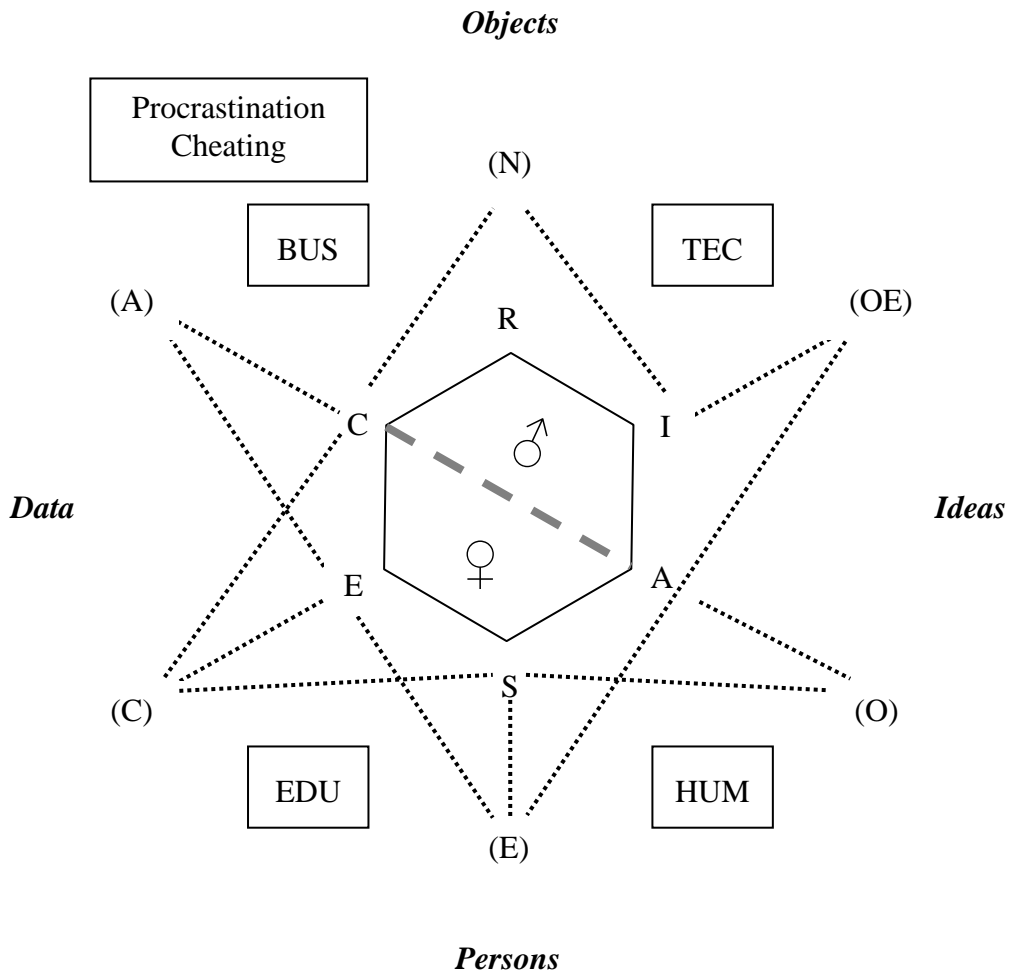 Objects
Procrastination
Cheating
(N)
BUS
TEC
(A)
(OE)
R
C
I
Data
Ideas
E
A
S
(C)
(O)
EDU
HUM
(E)
Persons